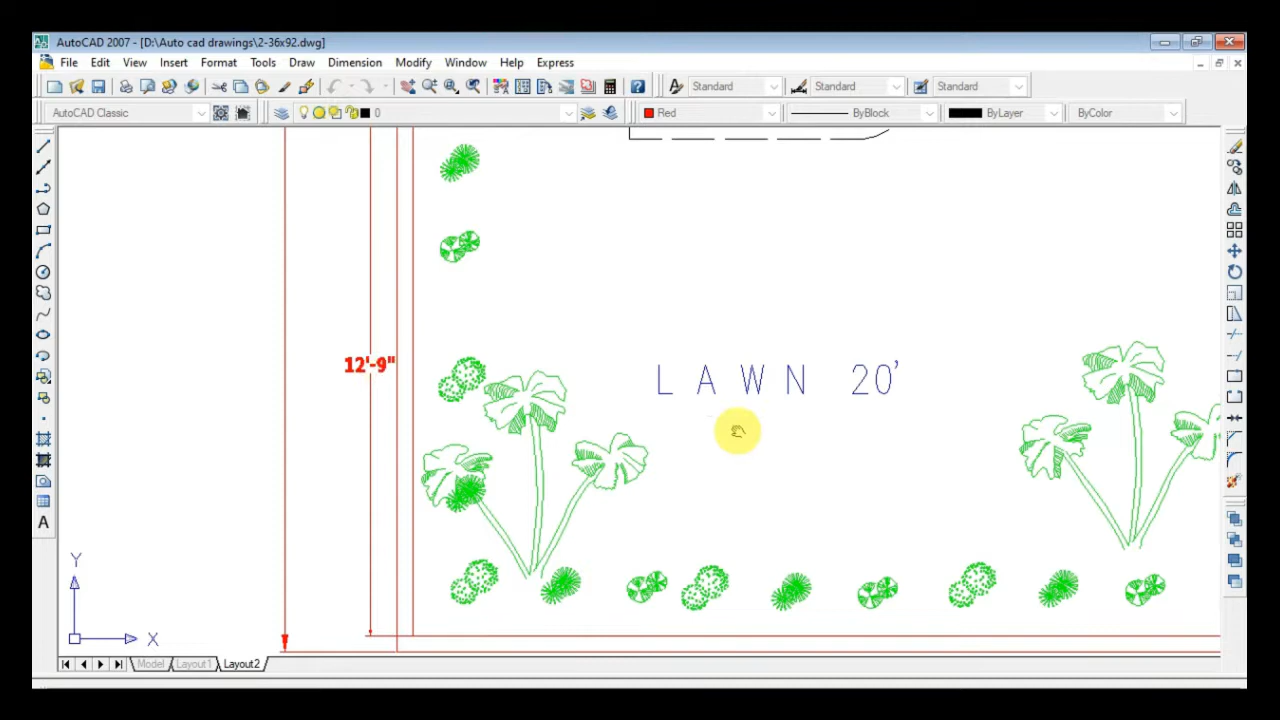 AutoCAD 2007 - [D:\Auto cad drawings\2-36x92.dwg]
File Edit View Insert Format Tools Draw Dimension Modify Window Help Express
Standard Standard Standard
AutoCAD Classic 0 Red ByBlock ByLayer ByColor
12'-9"
LAWN 20'
A
Y
X
Model Layout1 Layout2